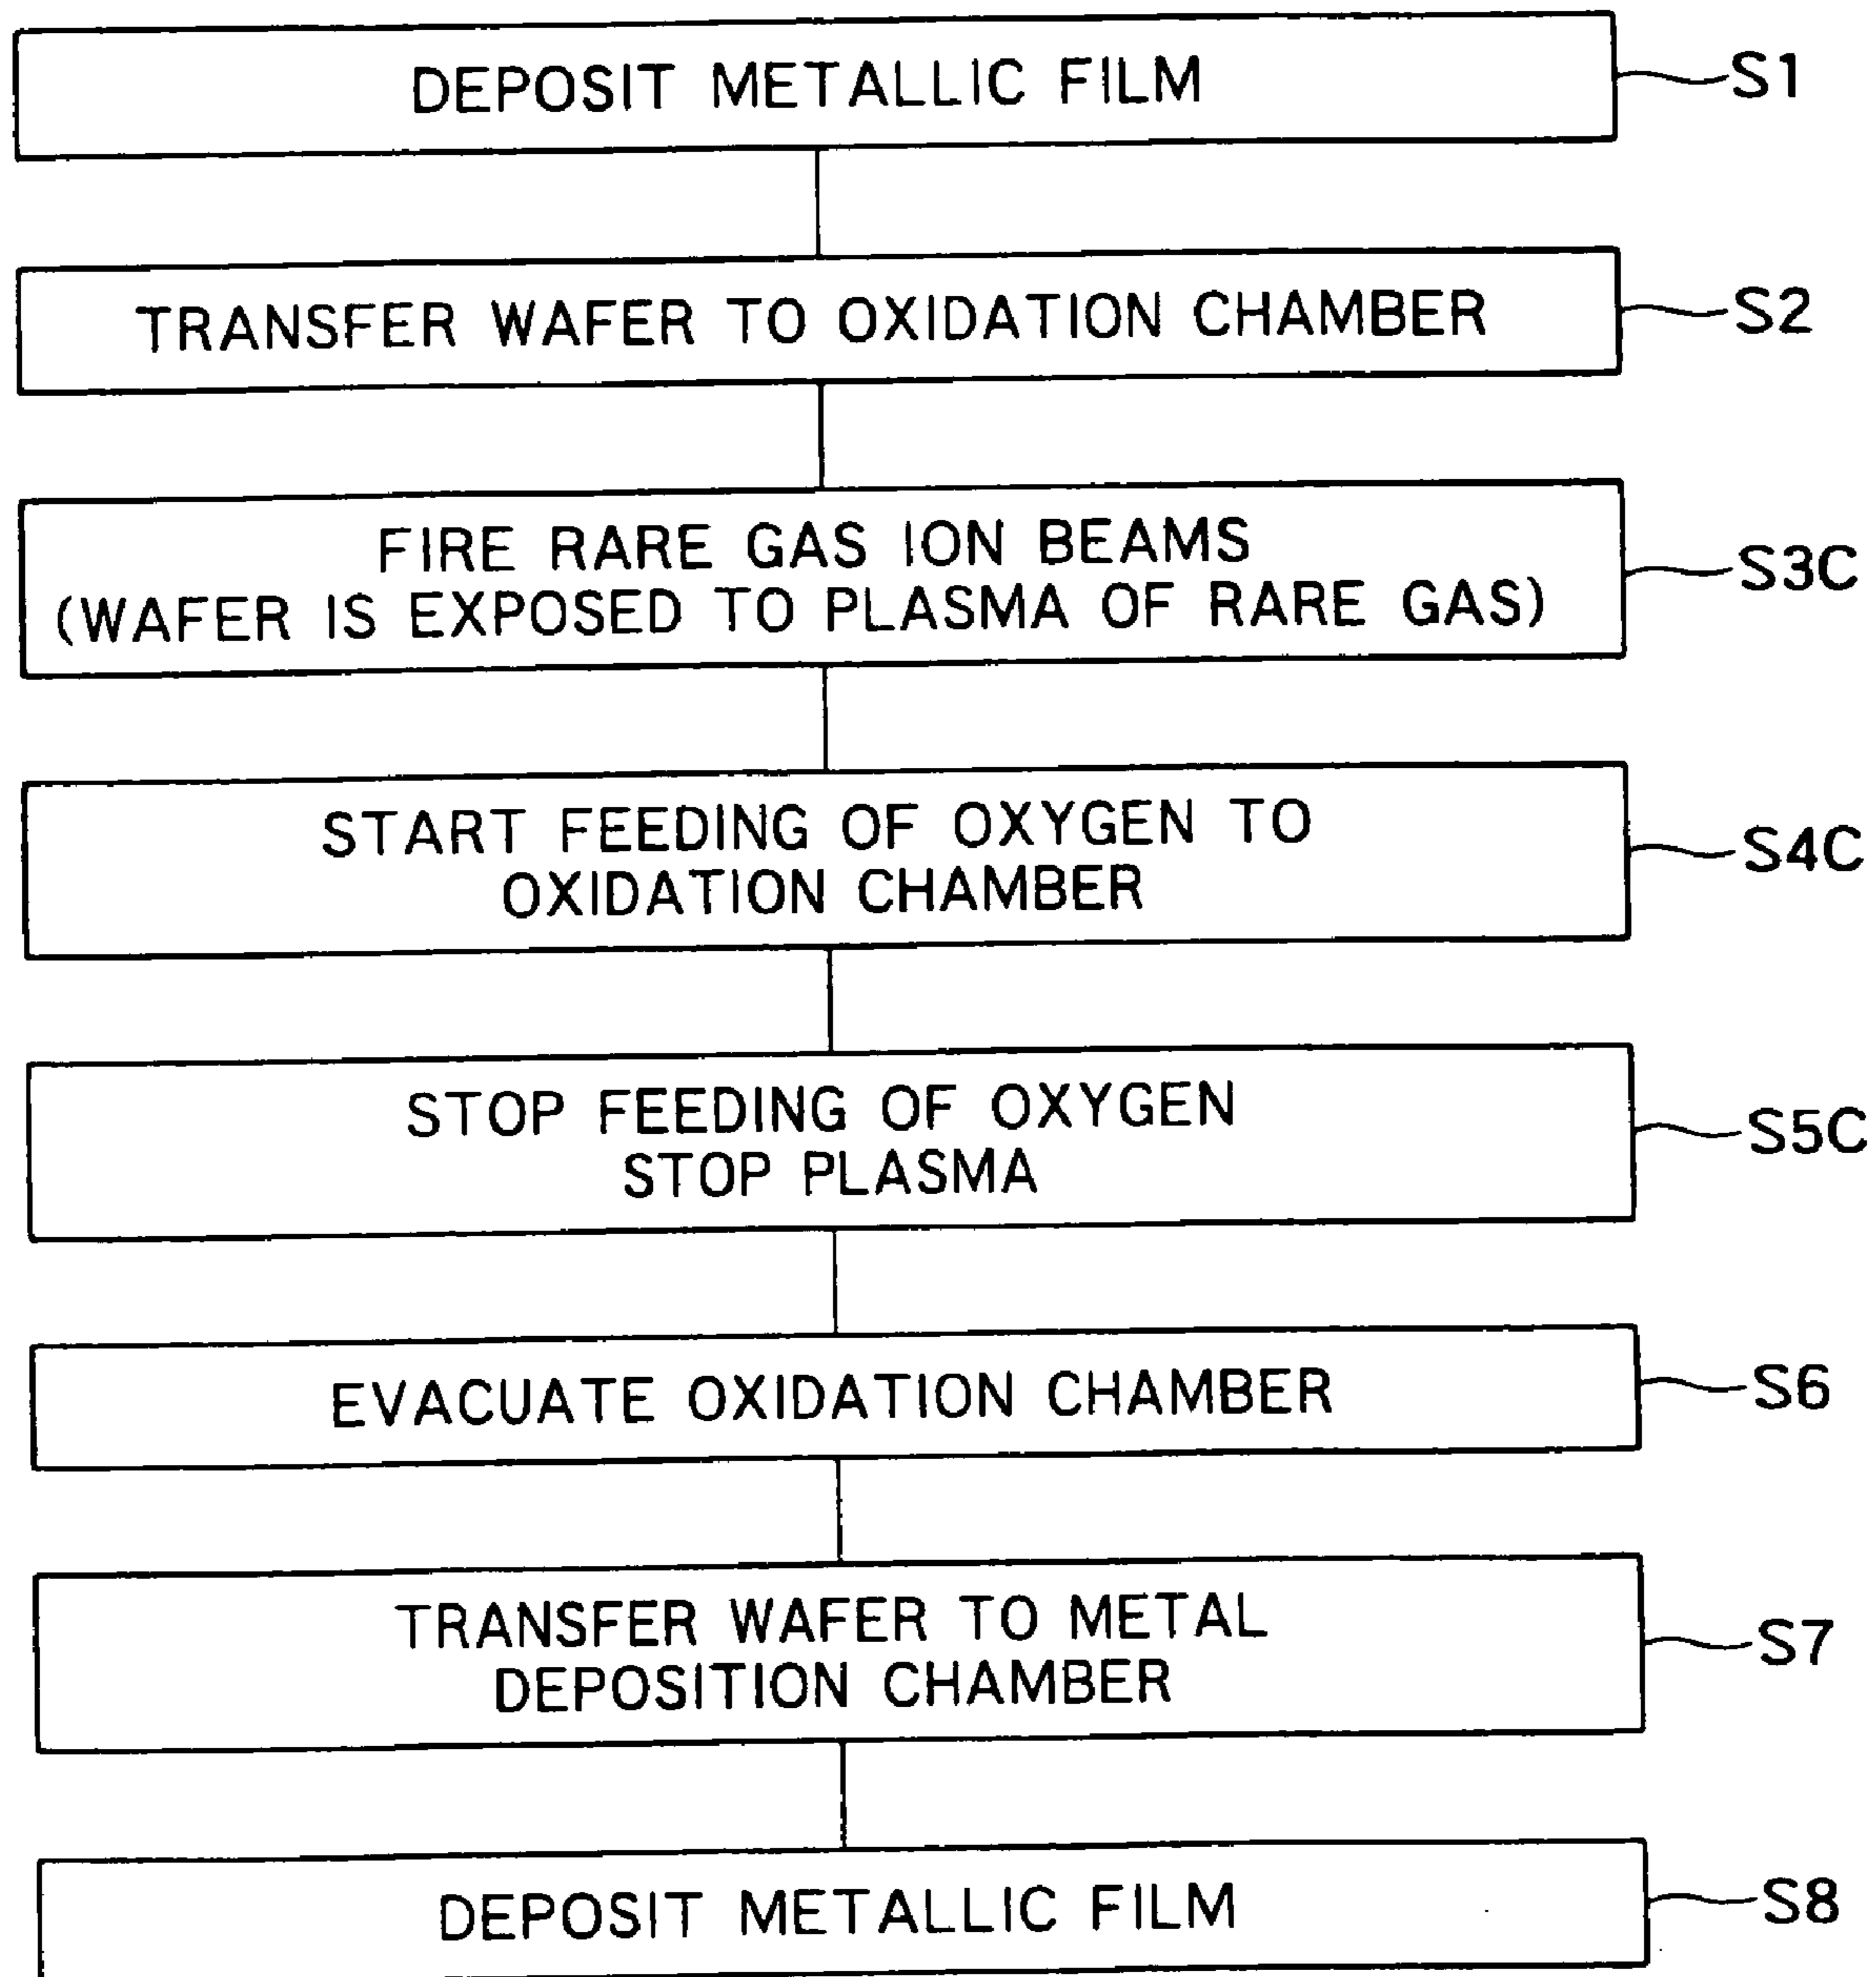 DEPOSIT METALLIC FILM
S1
TRANSFER WAFER TO OXIDATION CHAMBER
S2
FIRE RARE GAS ION BEAMS
(WAFER IS EXPOSED TO PLASMA OF RARE GAS)
S3C
START FEEDING OF OXYGEN TO
OXIDATION CHAMBER
S4C
STOP FEEDING OF OXYGEN
STOP PLASMA
S5C
EVACUATE OXIDATION CHAMBER
S6
TRANSFER WAFER TO METAL
DEPOSITION CHAMBER
S7
DEPOSIT METALLIC FILM
S8